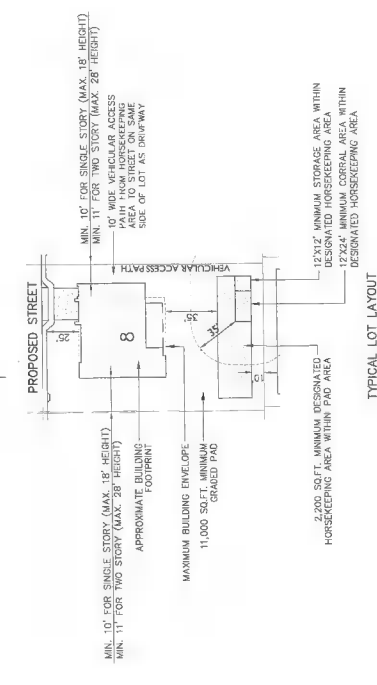 PROPOSED STREET
25'
MIN. 10' FOR SINGLE STORY (MAX. 18' HEIGHT)
MIN. 11' FOR TWO STORY (MAX. 28' HEIGHT)
10' WIDE VEHICULAR ACCESS
PATH FROM HORSEKEEPING
AREA TO STREET ON SAME
SIDE OF LOT AS DRIVEWAY
MIN. 10' FOR SINGLE STORY (MAX. 18' HEIGHT)
MIN. 11' FOR TWO STORY (MAX. 28' HEIGHT)
8
APPROXIMATE BUILDING
FOOTPRINT
VEHICULAR ACCESS PATH
MAXIMUM BUILDING ENVELOPE
35'
11,000 SQ.FT. MINIMUM
GRADED PAD
35'
12'X12' MINIMUM STORAGE AREA WITHIN
DESIGNATED HORSEKEEPING AREA
12'X24' MINIMUM CORRAL AREA WITHIN
DESIGNATED HORSEKEEPING AREA
10'
2,200 SQ.FT. MINIMUM DESIGNATED
HORSEKEEPING AREA WITHIN PAD AREA
TYPICAL LOT LAYOUT